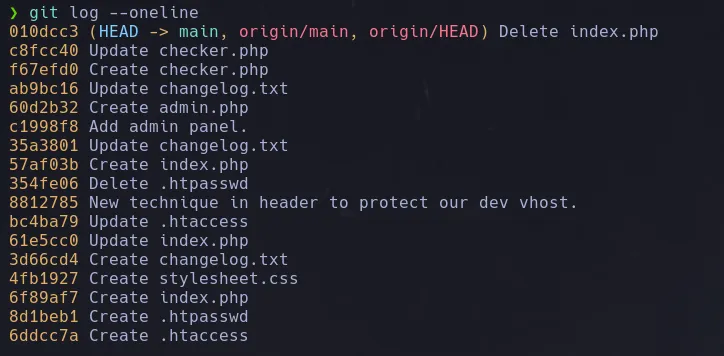 ❯ git log --oneline
010dcc3 (HEAD -> main, origin/main, origin/HEAD) Delete index.php
c8fcc40 Update checker.php
f67efd0 Create checker.php
ab9bc16 Update changelog.txt
60d2b32 Create admin.php
c1998f8 Add admin panel.
35a3801 Update changelog.txt
57af03b Create index.php
354fe06 Delete .htpasswd
8812785 New technique in header to protect our dev vhost.
bc4ba79 Update .htaccess
61e5cc0 Update index.php
3d66cd4 Create changelog.txt
4fb1927 Create stylesheet.css
6f89af7 Create index.php
8d1beb1 Create .htpasswd
6ddcc7a Create .htaccess